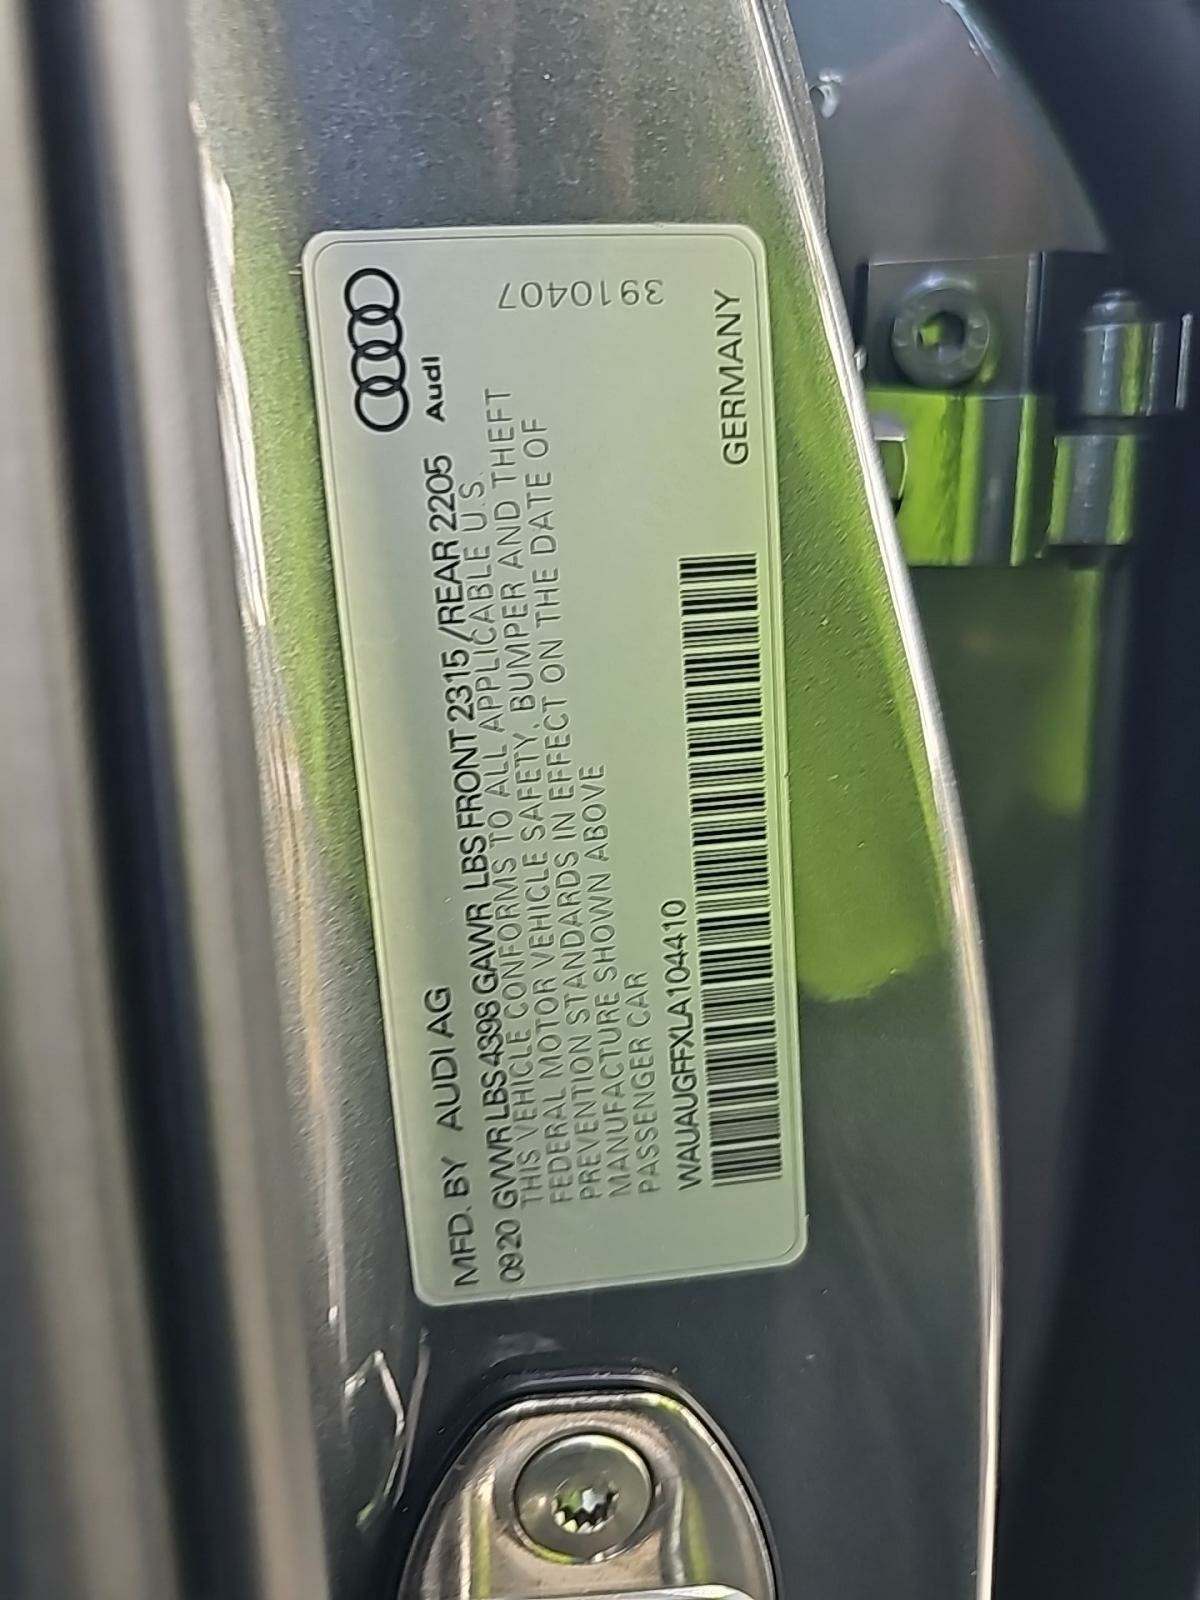 Audi
MFD. BY AUDI AG
0920 GVWR LBS 4398 GAWR LBS FRONT 2315/REAR 2205
THIS VEHICLE CONFORMS TO ALL APPLICABLE U.S.
FEDERAL MOTOR VEHICLE SAFETY, BUMPER AND THEFT
PREVENTION STANDARDS IN EFFECT ON THE DATE OF
MANUFACTURE SHOWN ABOVE
PASSENGER CAR
WAUAUGFFXLA104410
GERMANY
3910407